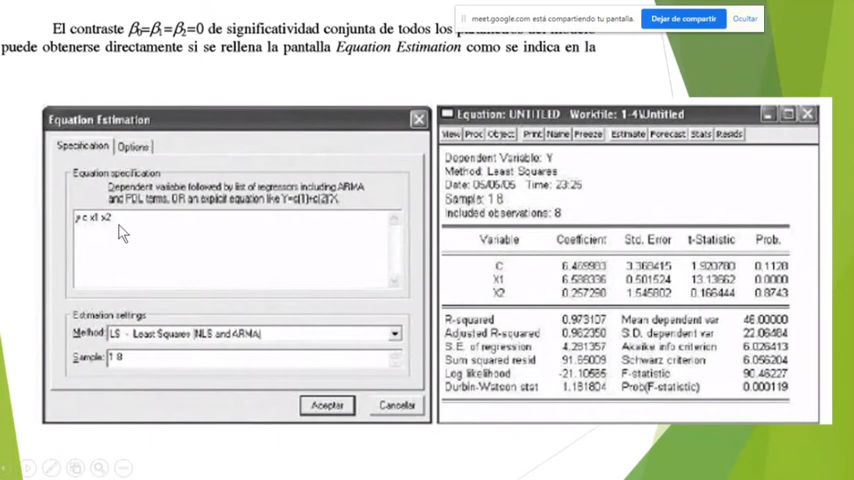 meet.google.com está compartiendo tu pantalla.
Dejar de compartir
Ocultar
El contraste β₀=β₁=β₂=0 de significatividad conjunta de todos los
puede obtenerse directamente si se rellena la pantalla Equation Estimation como se indica en la
Equation Estimation
Specification
Options
Equation specification
Dependent variable followed by list of regressors including ARMA
and PDL terms, OR an explicit equation like Y=c(1)+c(2)*X.
y c x1 x2
Estimation settings
Method: LS - Least Squares (NLS and ARMA)
Sample: 1 8
Aceptar
Cancelar
Equation: UNTITLED Workfile: 1-4\Untitled
View Proc Object Print Name Freeze Estimate Forecast Stats Resids
Dependent Variable: Y
Method: Least Squares
Date: 05/05/05 Time: 23:25
Sample: 1 8
Included observations: 8
Variable Coefficient Std. Error t-Statistic Prob.
C 6.469983 3.368415 1.920780 0.1128
X1 6.588336 0.501524 13.13662 0.0000
X2 0.257290 1.545802 0.166444 0.8743
R-squared 0.973107 Mean dependent var 46.00000
Adjusted R-squared 0.962350 S.D. dependent var 22.06484
S.E. of regression 4.281357 Akaike info criterion 6.026413
Sum squared resid 91.65009 Schwarz criterion 6.056204
Log likelihood -21.10565 F-statistic 90.46227
Durbin-Watson stat 1.181804 Prob(F-statistic) 0.000119